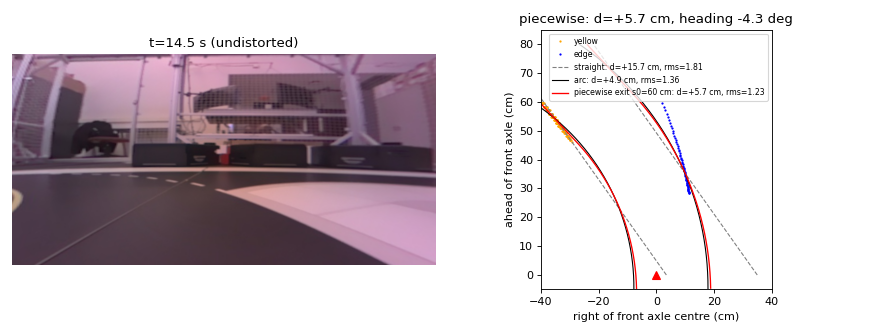 t=14.5 s (undistorted)
piecewise: d=+5.7 cm, heading -4.3 deg
yellow
edge
straight: d=+15.7 cm, rms=1.81
arc: d=+4.9 cm, rms=1.36
piecewise exit s0=60 cm: d=+5.7 cm, rms=1.23
ahead of front axle (cm)
80
70
60
50
40
30
20
10
0
−40
−20
0
20
40
right of front axle centre (cm)